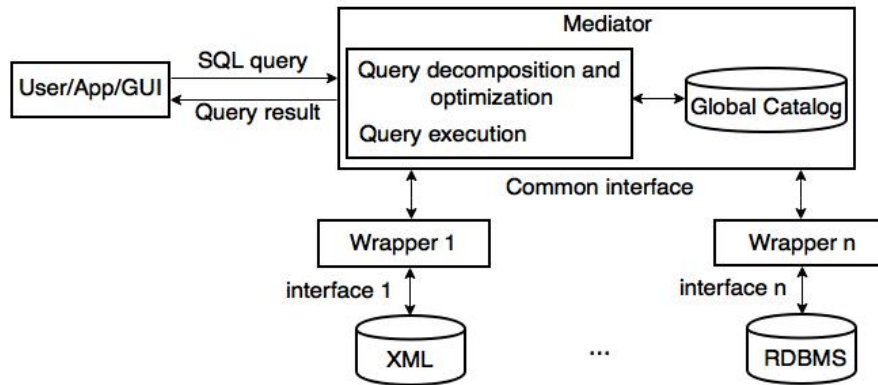 Mediator
SQL query
User/App/GUI
Query result
Query decomposition and
optimization
Query execution
Global Catalog
Common interface
Wrapper 1
Wrapper n
interface 1
interface n
XML
...
RDBMS